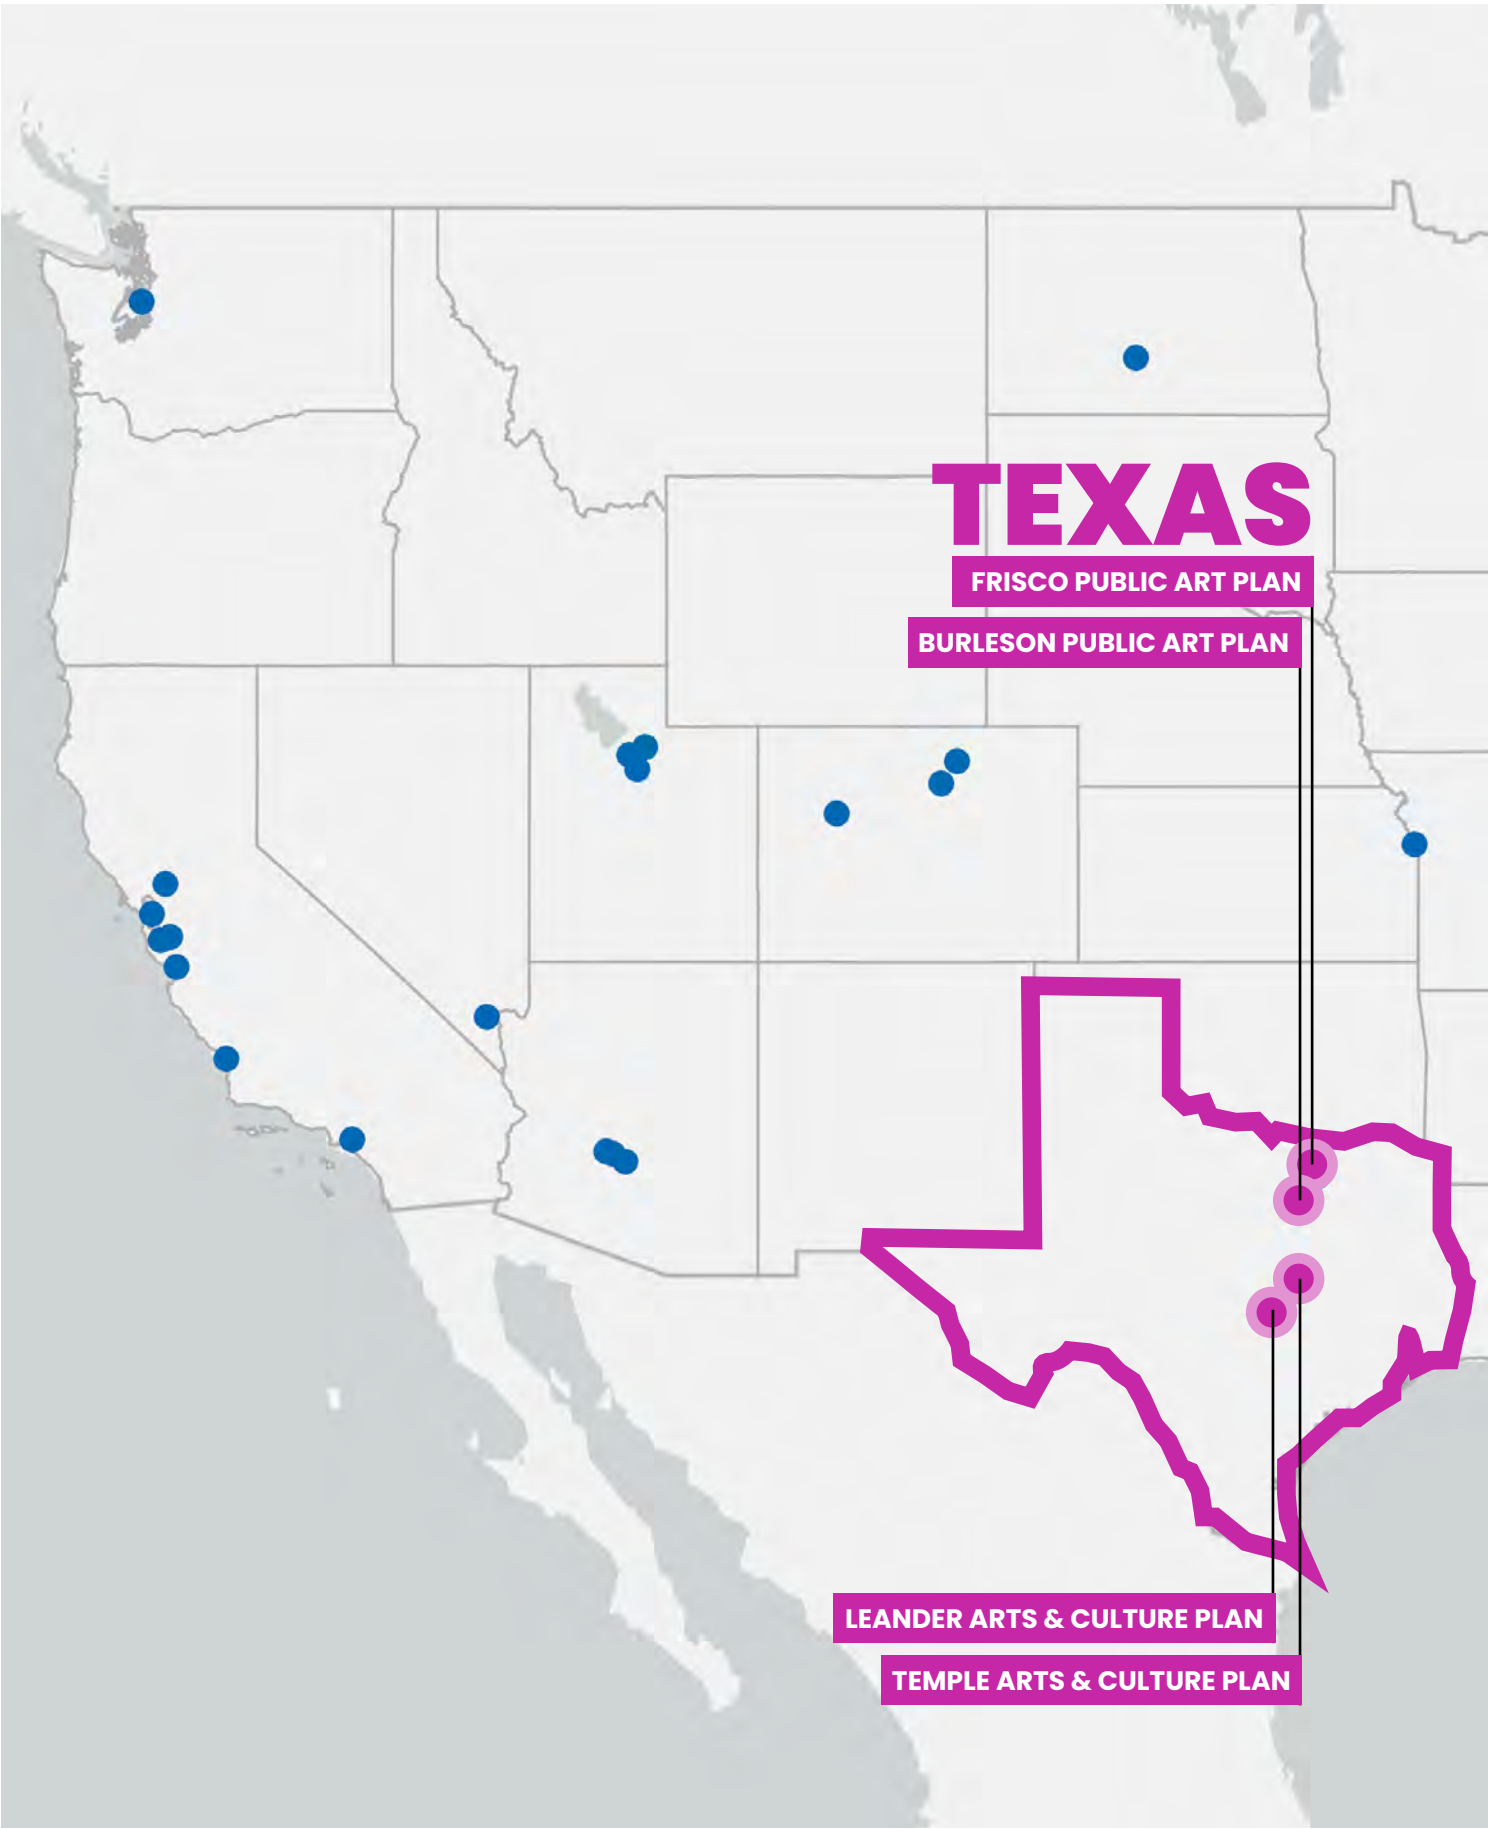 TEXAS
FRISCO PUBLIC ART PLAN
BURLESON PUBLIC ART PLAN
LEANDER ARTS & CULTURE PLAN
TEMPLE ARTS & CULTURE PLAN